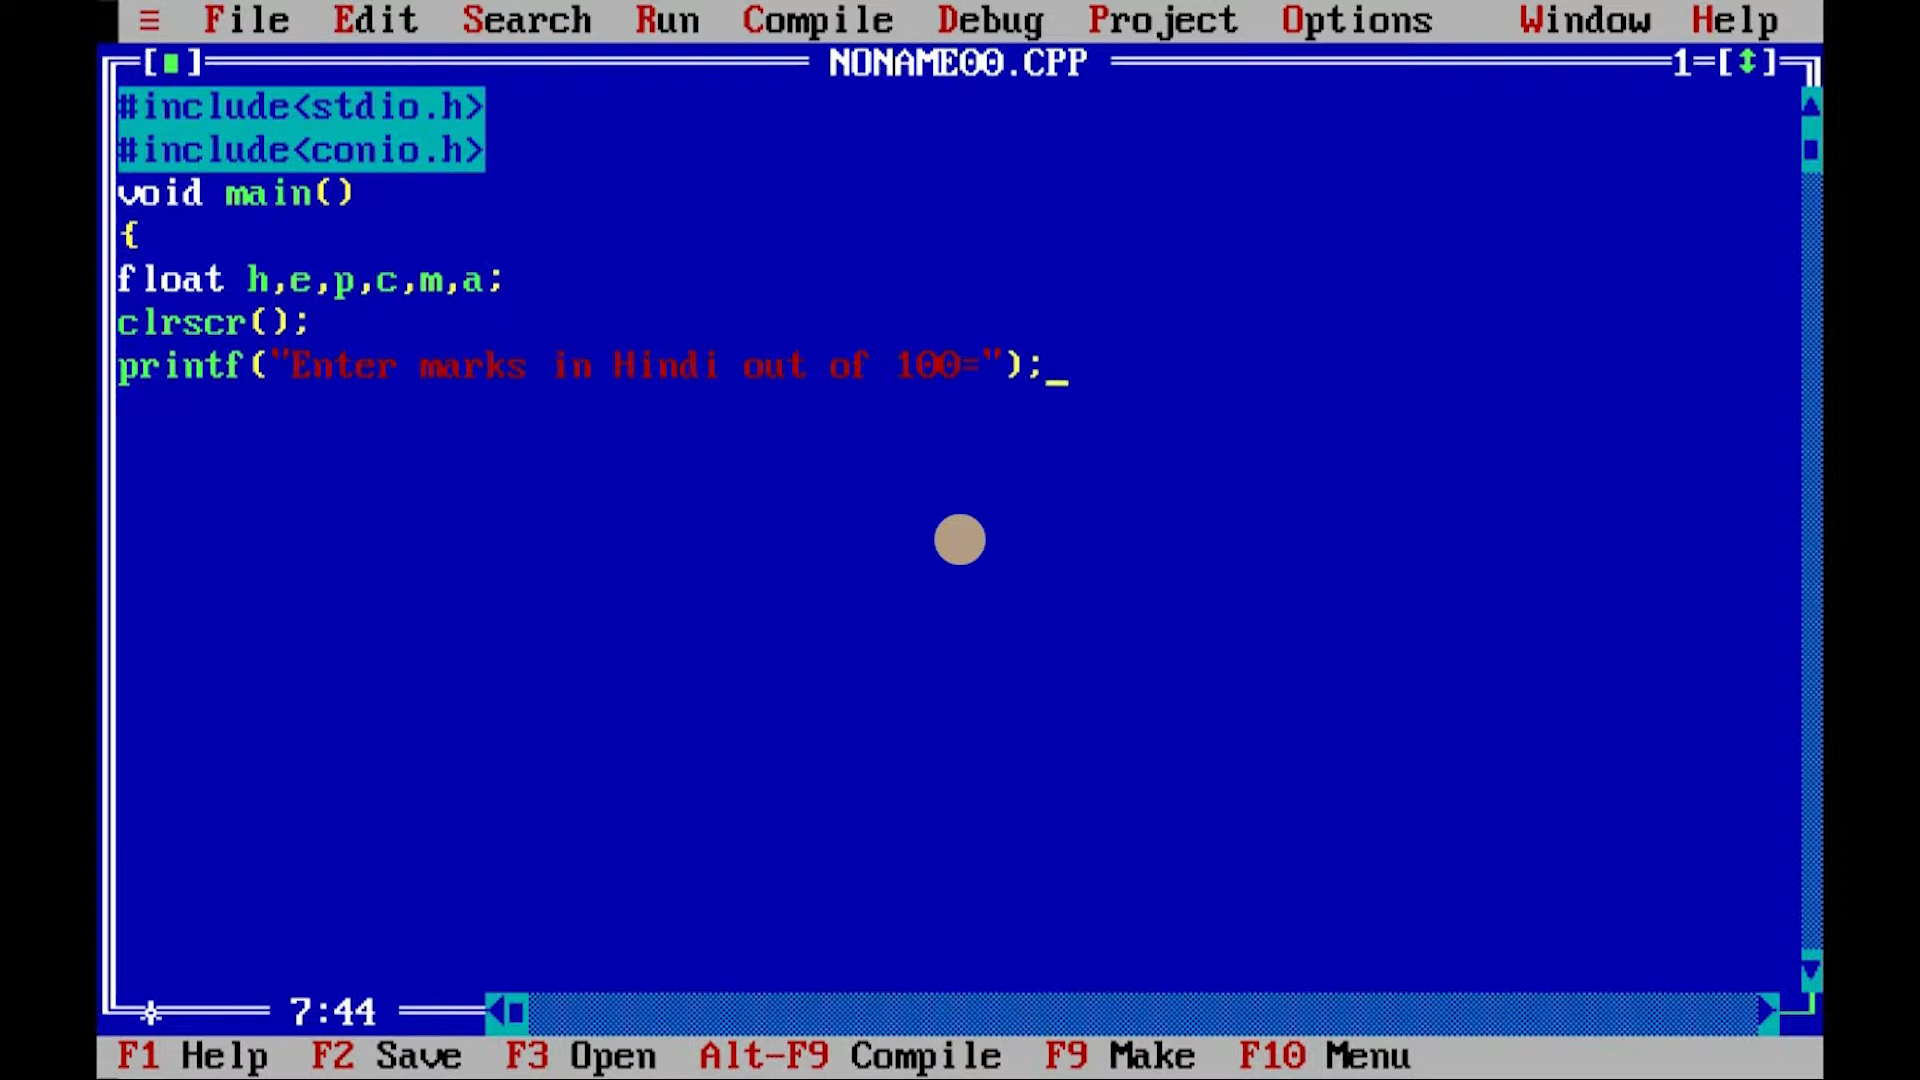 ≡ File Edit Search Run Compile Debug Project Options Window Help
[■] NONAME00.CPP 1=[↕]
#include<stdio.h>
#include<conio.h>
void main()
{
float h,e,p,c,m,a;
clrscr();
printf("Enter marks in Hindi out of 100=");_
7:44
F1 Help F2 Save F3 Open Alt-F9 Compile F9 Make F10 Menu